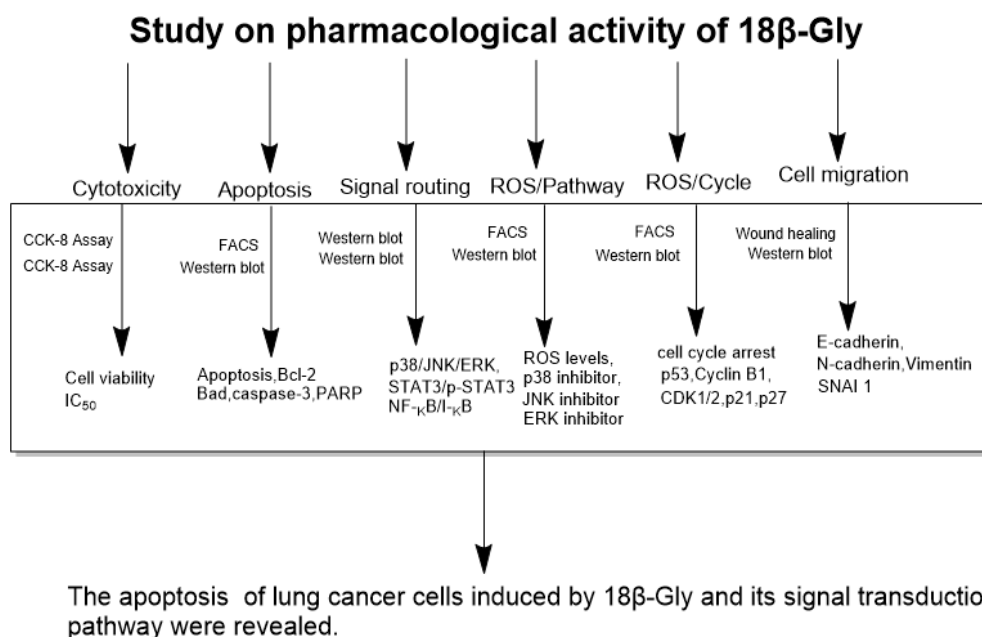 Study on pharmacological activity of 18β-Gly
Cytotoxicity
Apoptosis
Signal routing
ROS/Pathway
ROS/Cycle
Cell migration
CCK-8 Assay
CCK-8 Assay
FACS
Western blot
Western blot
Western blot
FACS
Western blot
FACS
Western blot
Wound healing
Western blot
Cell viability
IC₅₀
Apoptosis,Bcl-2
Bad,caspase-3,PARP
p38/JNK/ERK,
STAT3/p-STAT3
NF-κB/I-κB
ROS levels,
p38 inhibitor,
JNK inhibitor
ERK inhibitor
cell cycle arrest
p53,Cyclin B1,
CDK1/2,p21,p27
E-cadherin,
N-cadherin,Vimentin
SNAI 1
The apoptosis of lung cancer cells induced by 18β-Gly and its signal transductio
pathway were revealed.